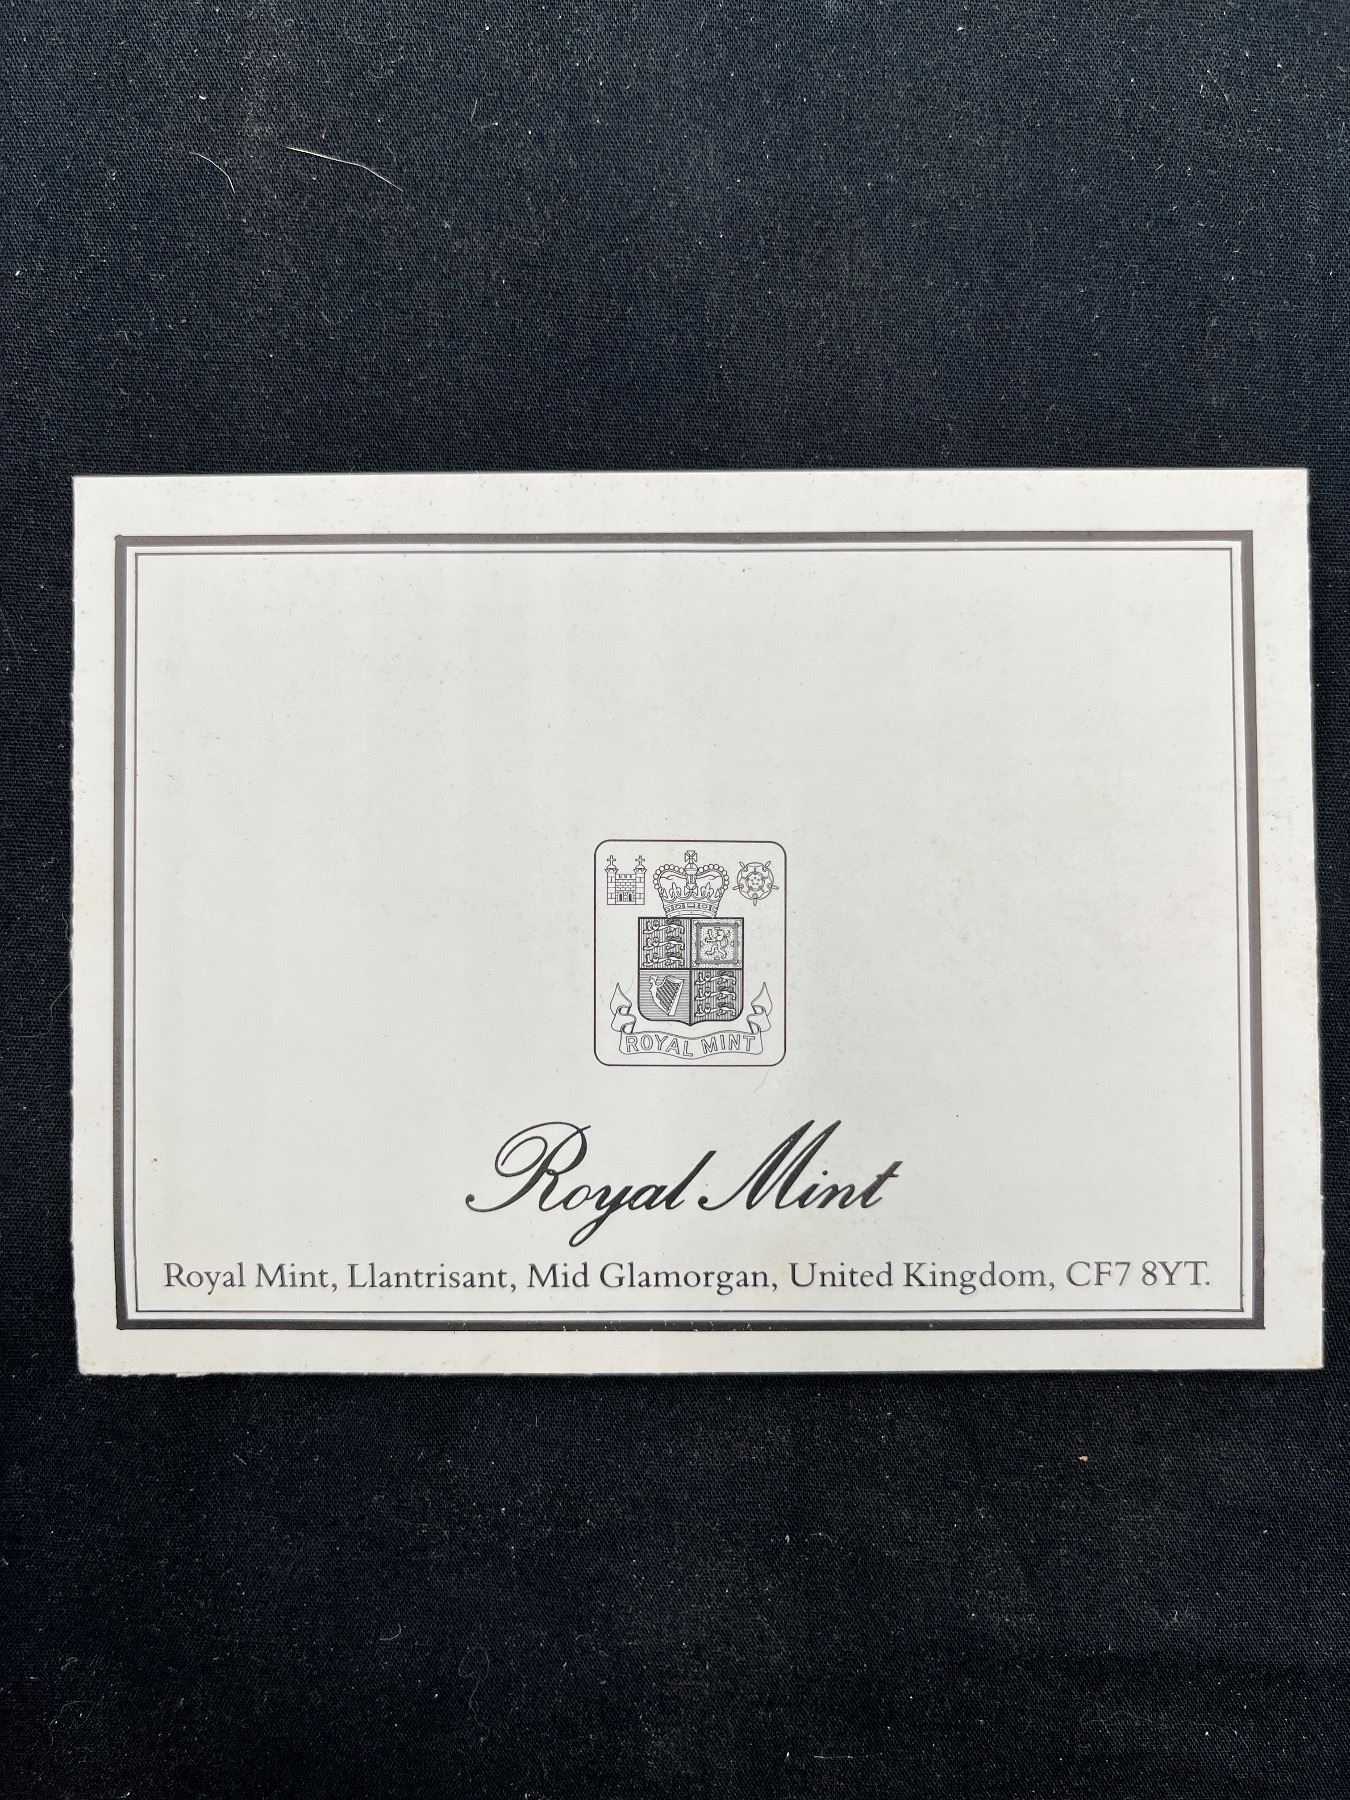 ROYAL MINT
Royal Mint
Royal Mint, Llantrisant, Mid Glamorgan, United Kingdom, CF7 8YT.